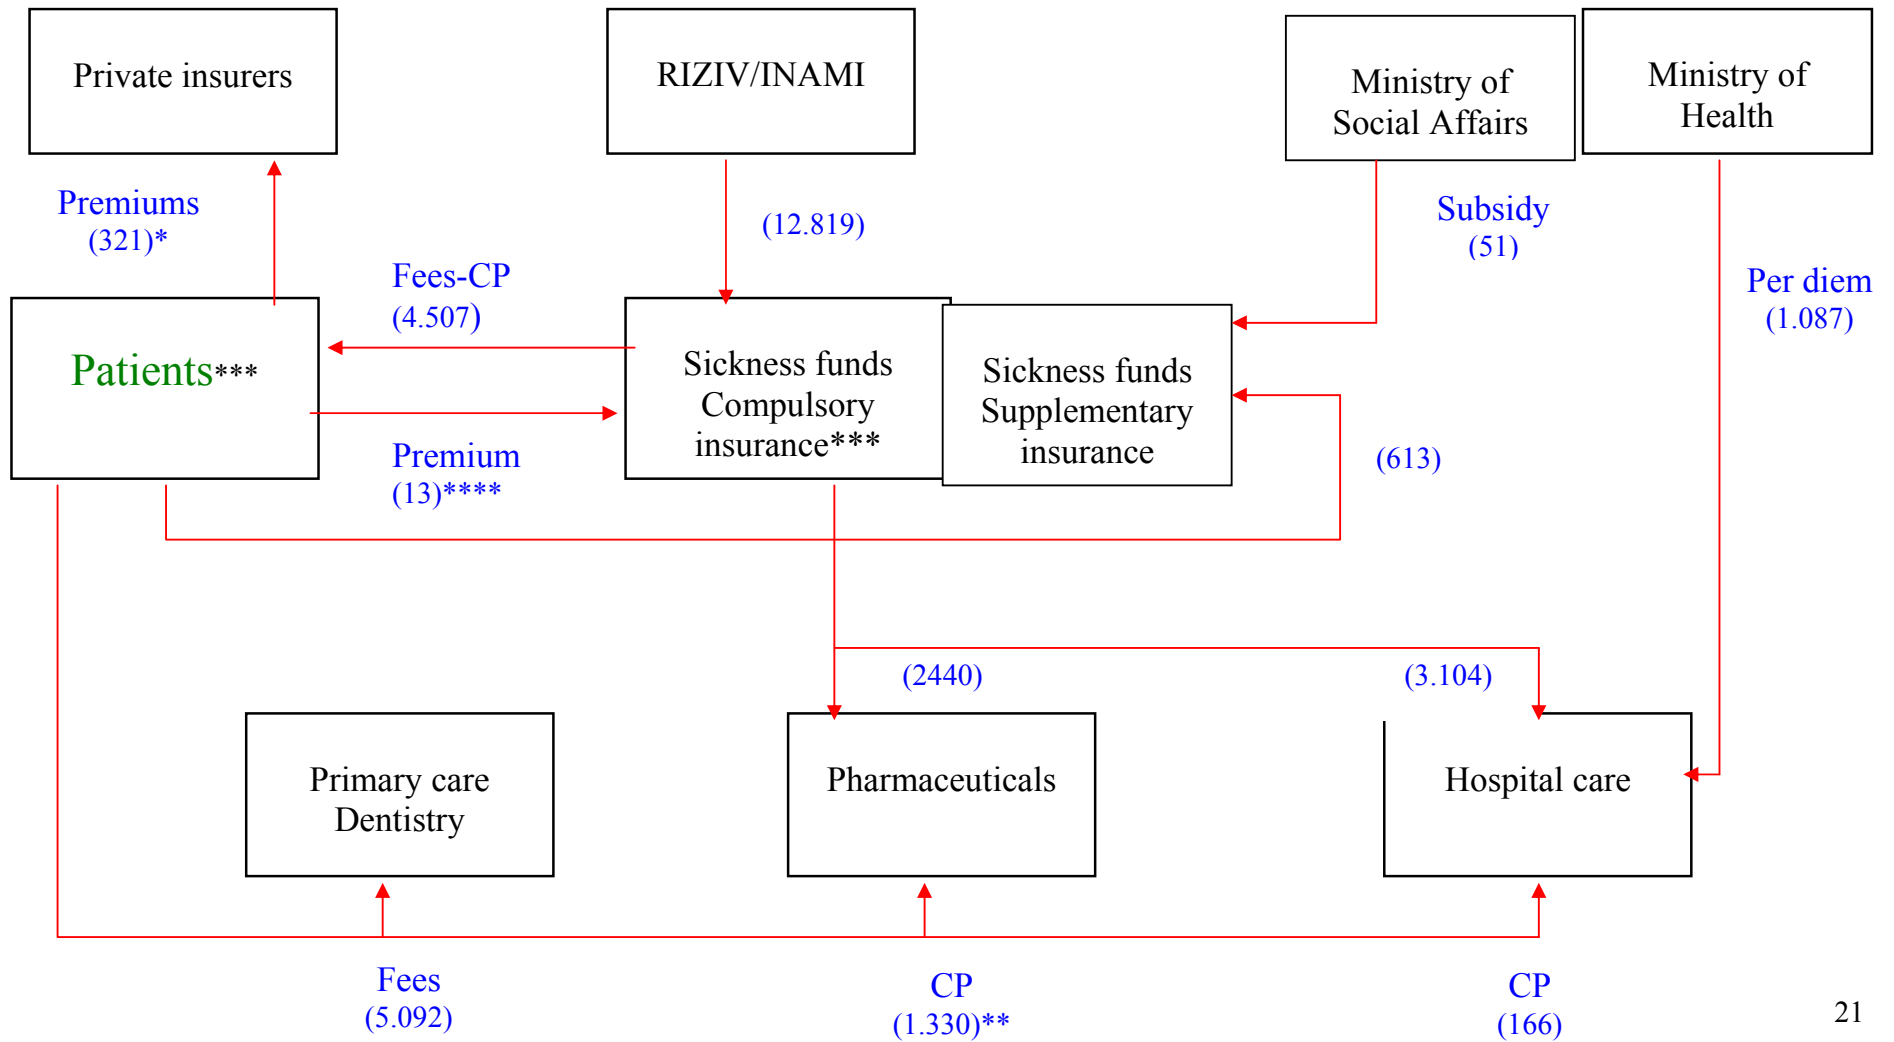 Private insurers
RIZIV/INAMI
Ministry of
Social Affairs
Ministry of
Health
Premiums
(321)*
(12.819)
Subsidy
(51)
Fees-CP
(4.507)
Per diem
(1.087)
Patients***
Sickness funds
Compulsory
insurance***
Sickness funds
Supplementary
insurance
Premium
(13)****
(613)
(2440)
(3.104)
Primary care
Dentistry
Pharmaceuticals
Hospital care
Fees
(5.092)
CP
(1.330)**
CP
(166)
21